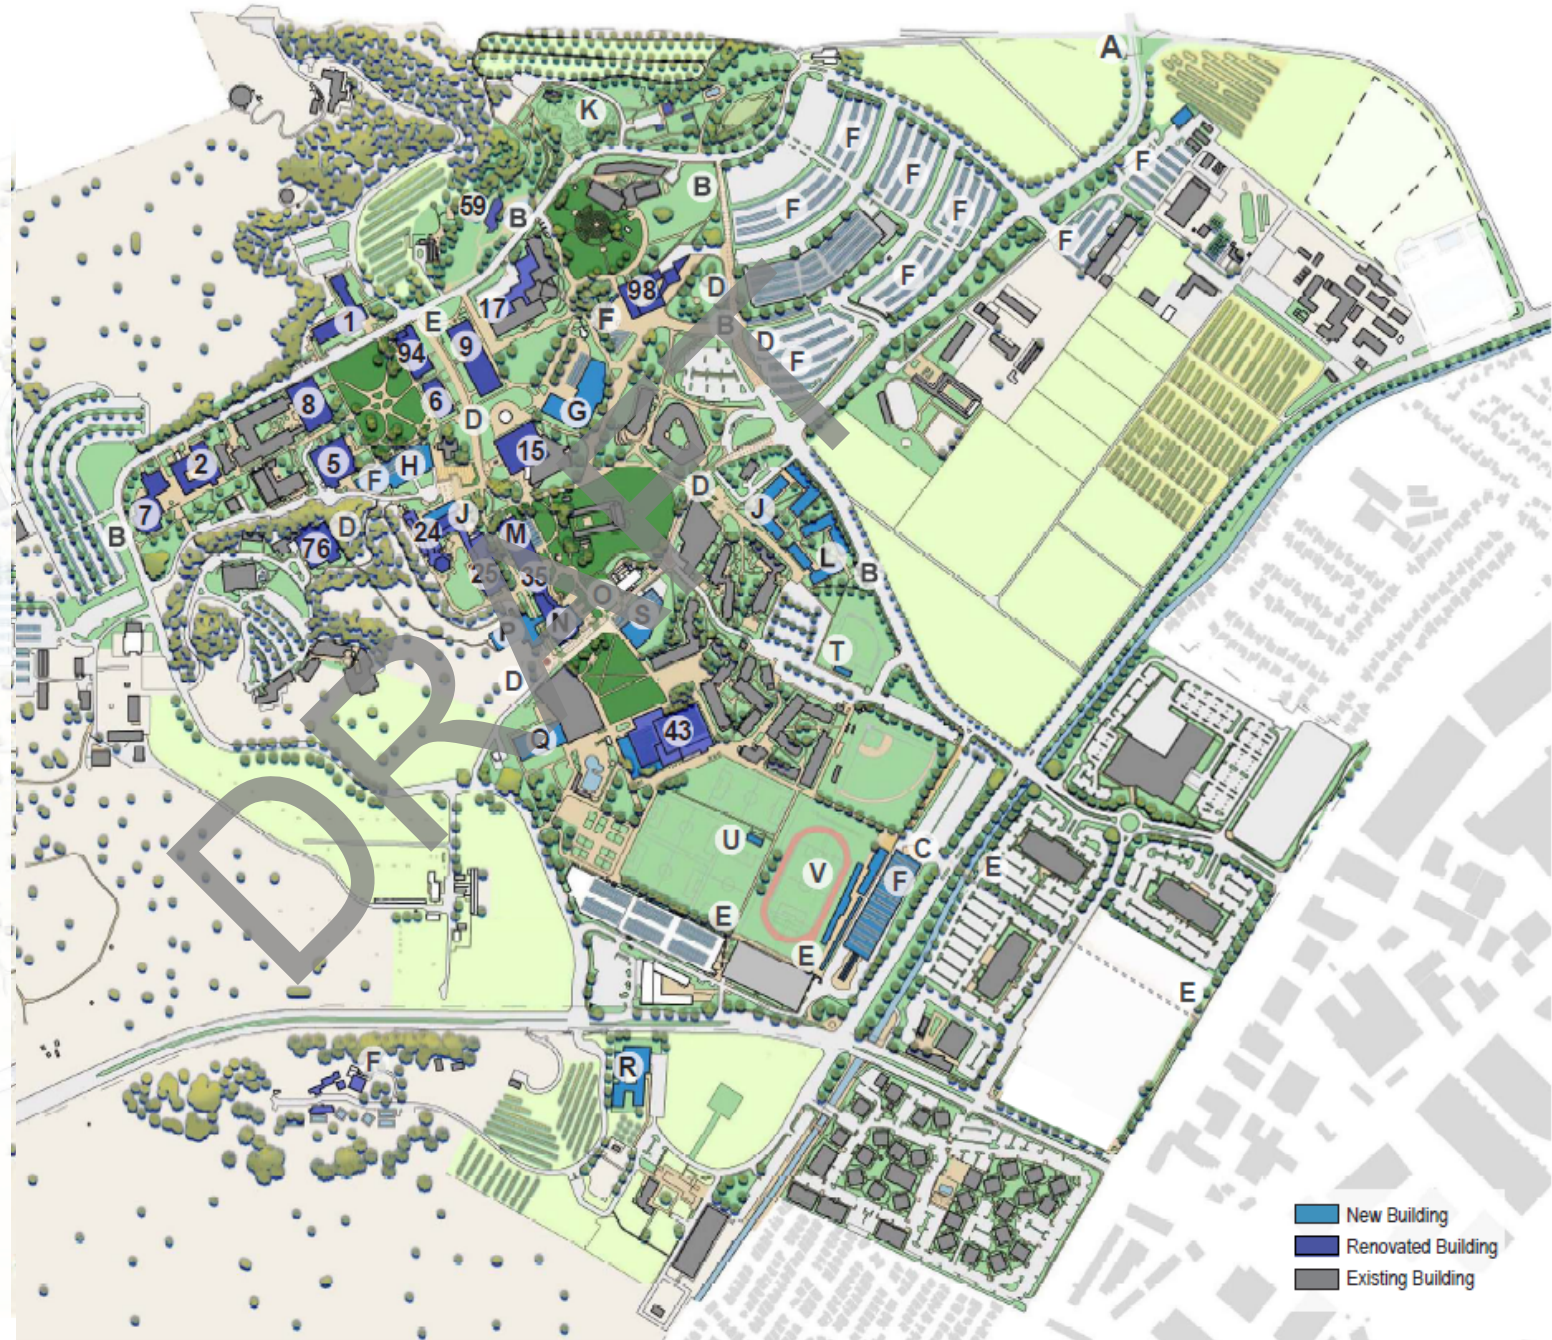 A
K
F
F
F
B
59
B
F
F
F
98
D
17
1
E
F
B
94
9
D
F
8
6
G
D
15
2
5
H
F
D
7
J
J
24
M
B
D
76
L
25
35
B
O
S
P
N
T
D
Q
43
U
C
V
F
E
E
E
E
F
R
DRAFT
New Building
Renovated Building
Existing Building